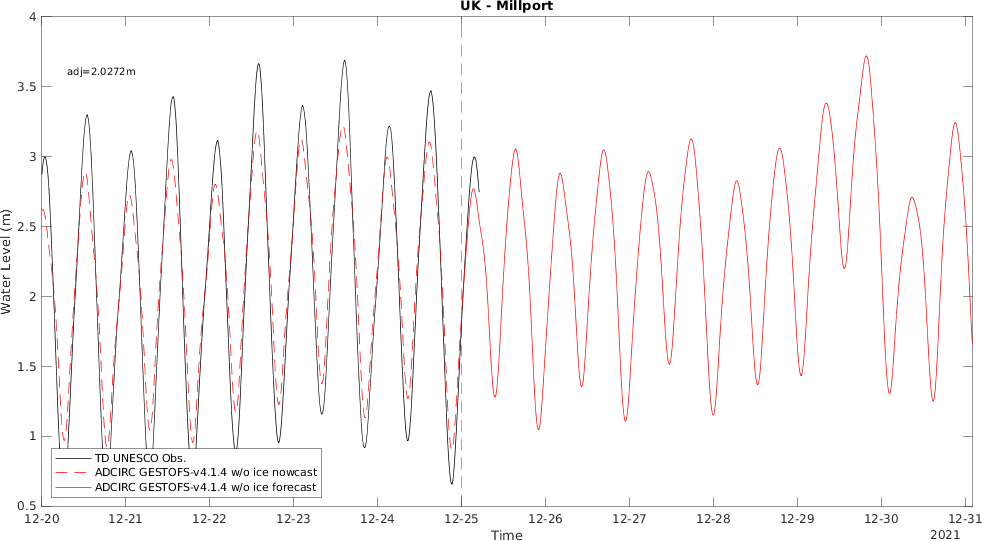 UK - Millport
adj=2.0272m
4
3.5
3
2.5
2
1.5
1
0.5
Water Level (m)
TD UNESCO Obs.
ADCIRC GESTOFS-v4.1.4 w/o ice nowcast
ADCIRC GESTOFS-v4.1.4 w/o ice forecast
12-20 12-21 12-22 12-23 12-24 12-25 12-26 12-27 12-28 12-29 12-30 12-31
Time
2021